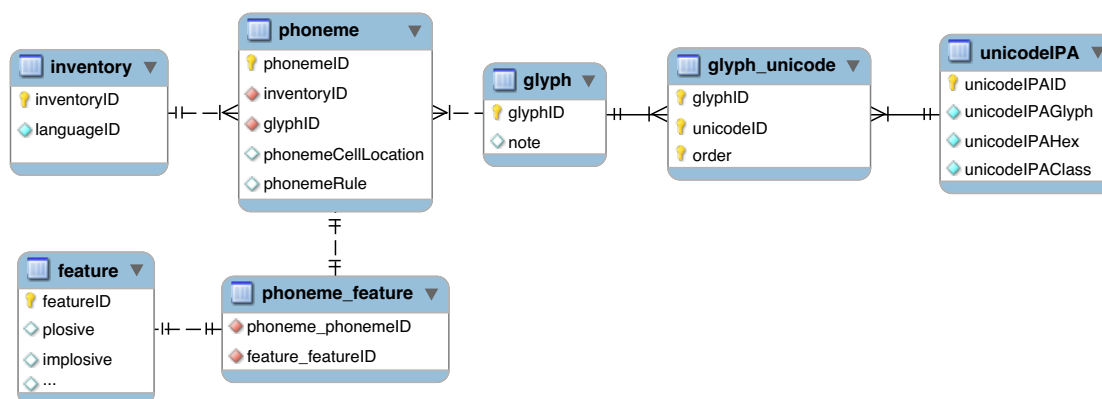 inventory
inventoryID
languageID
phoneme
phonemeID
inventoryID
glyphID
phonemeCellLocation
phonemeRule
glyph
glyphID
note
glyph_unicode
glyphID
unicodeID
order
unicodeIPA
unicodeIPAID
unicodeIPAGlyph
unicodeIPAHex
unicodeIPAClass
feature
featureID
plosive
implosive
...
phoneme_feature
phoneme_phonemeID
feature_featureID